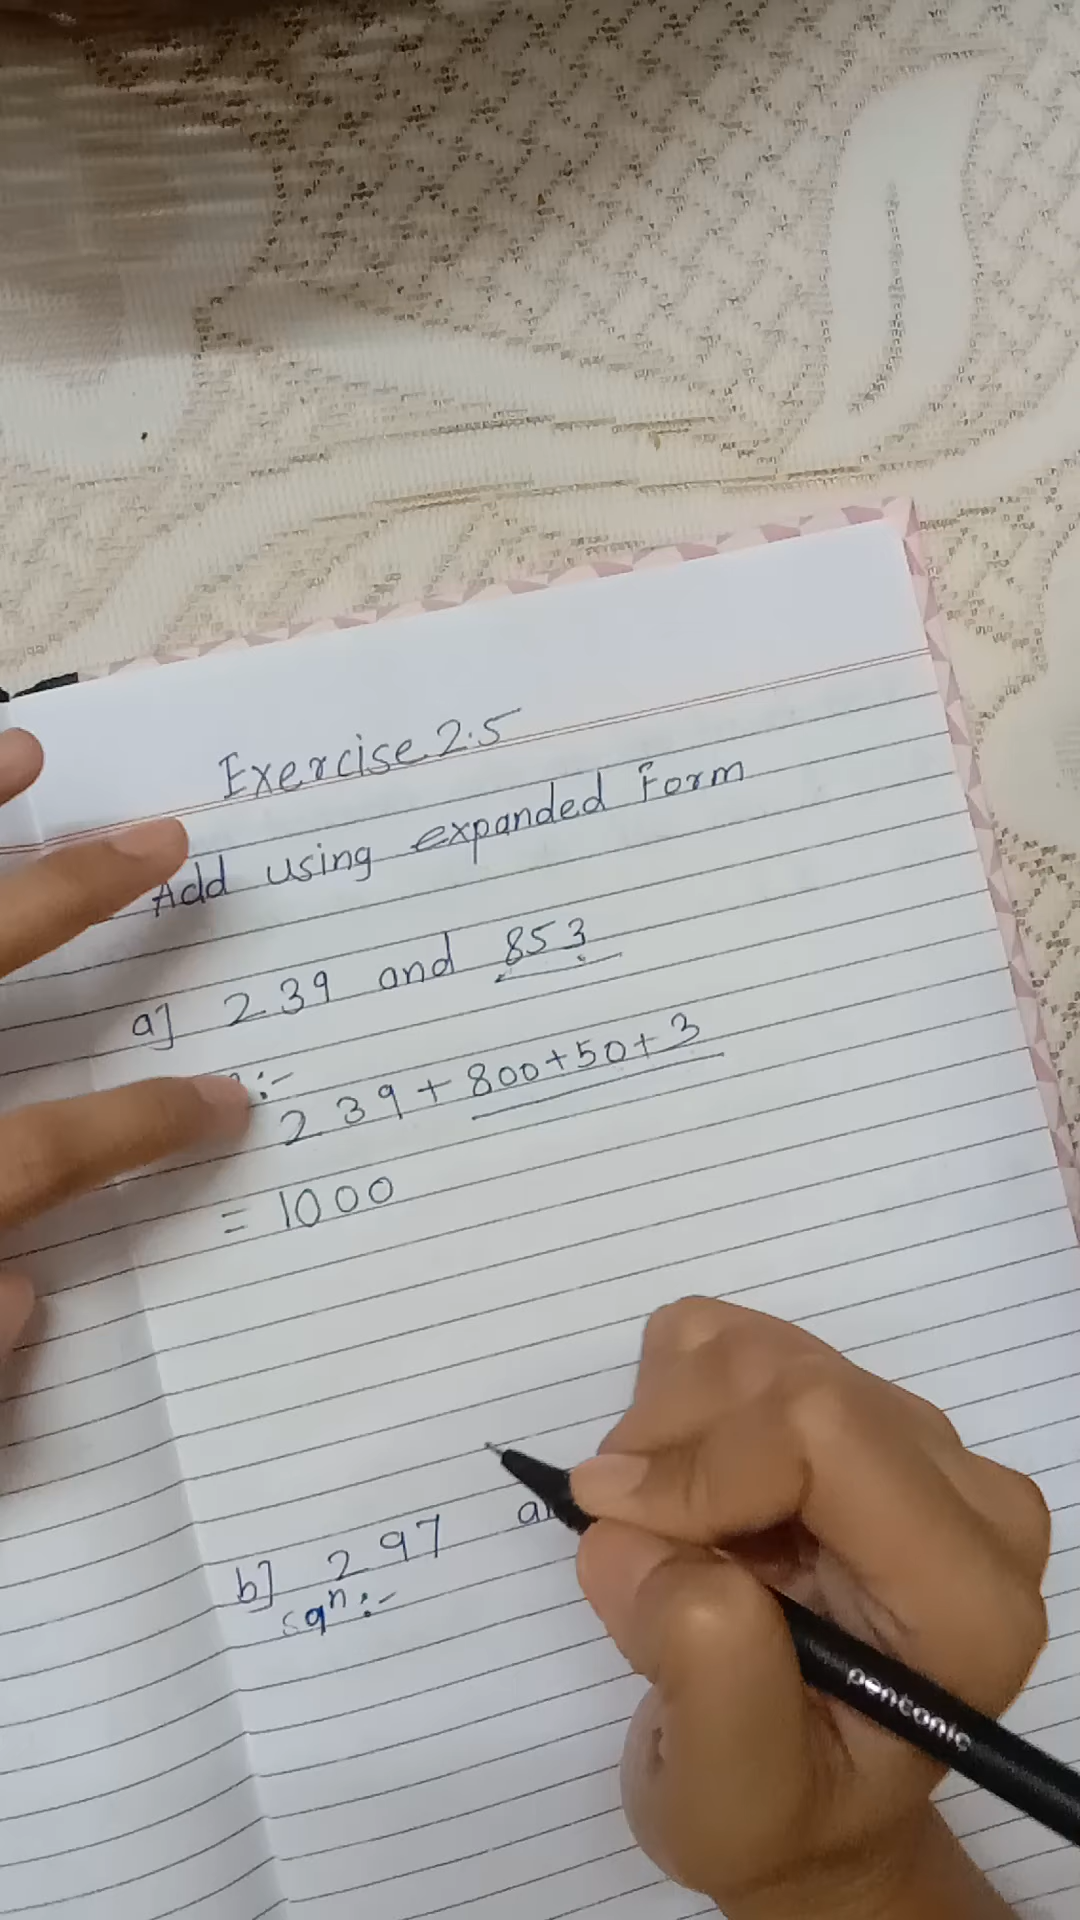 Exercise 2.5
Add using expanded Form
a] 239 and 853
:-
239 + 800+50+3
= 1000
b] 297
sqn:-
pentonic